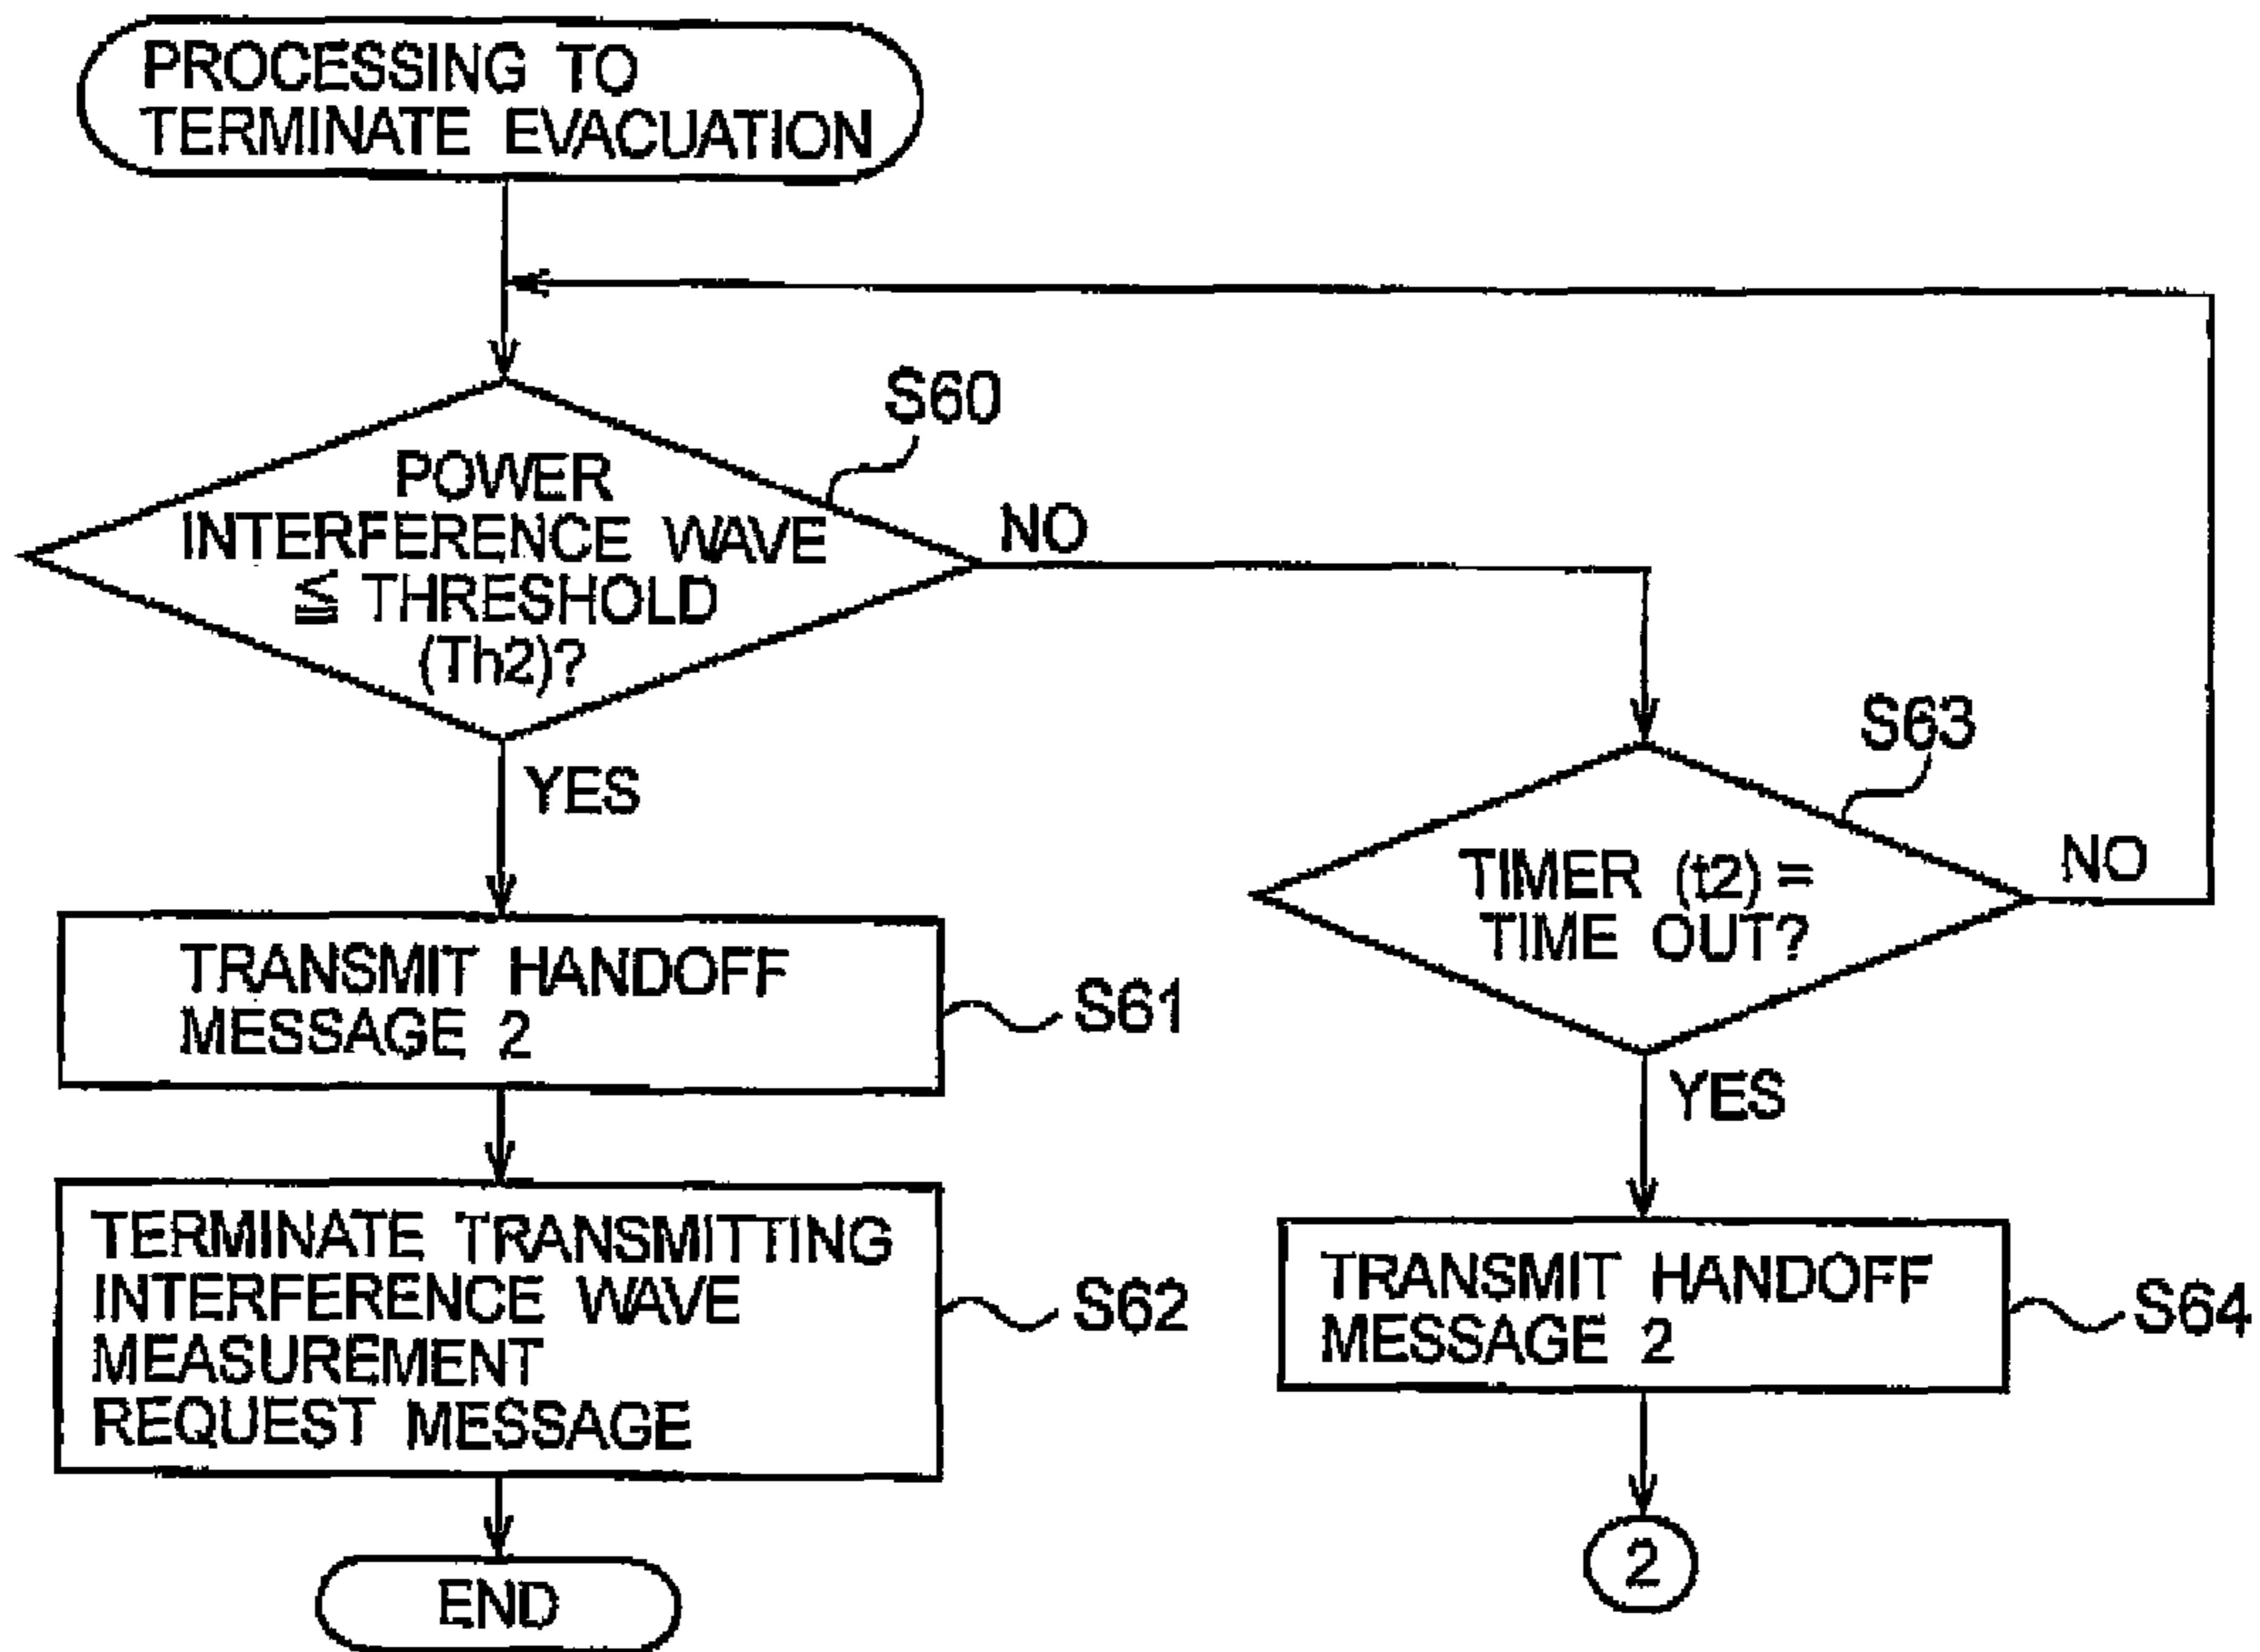 PROCESSING TO
TERMINATE EVACUATION
S60
POWER
INTERFERENCE WAVE
≦ THRESHOLD
(Th2)?
NO
YES
S63
TIMER (t2) =
TIME OUT?
NO
YES
TRANSMIT HANDOFF
MESSAGE 2
S61
TERMINATE TRANSMITTING
INTERFERENCE WAVE
MEASUREMENT
REQUEST MESSAGE
S62
TRANSMIT HANDOFF
MESSAGE 2
S64
END
2